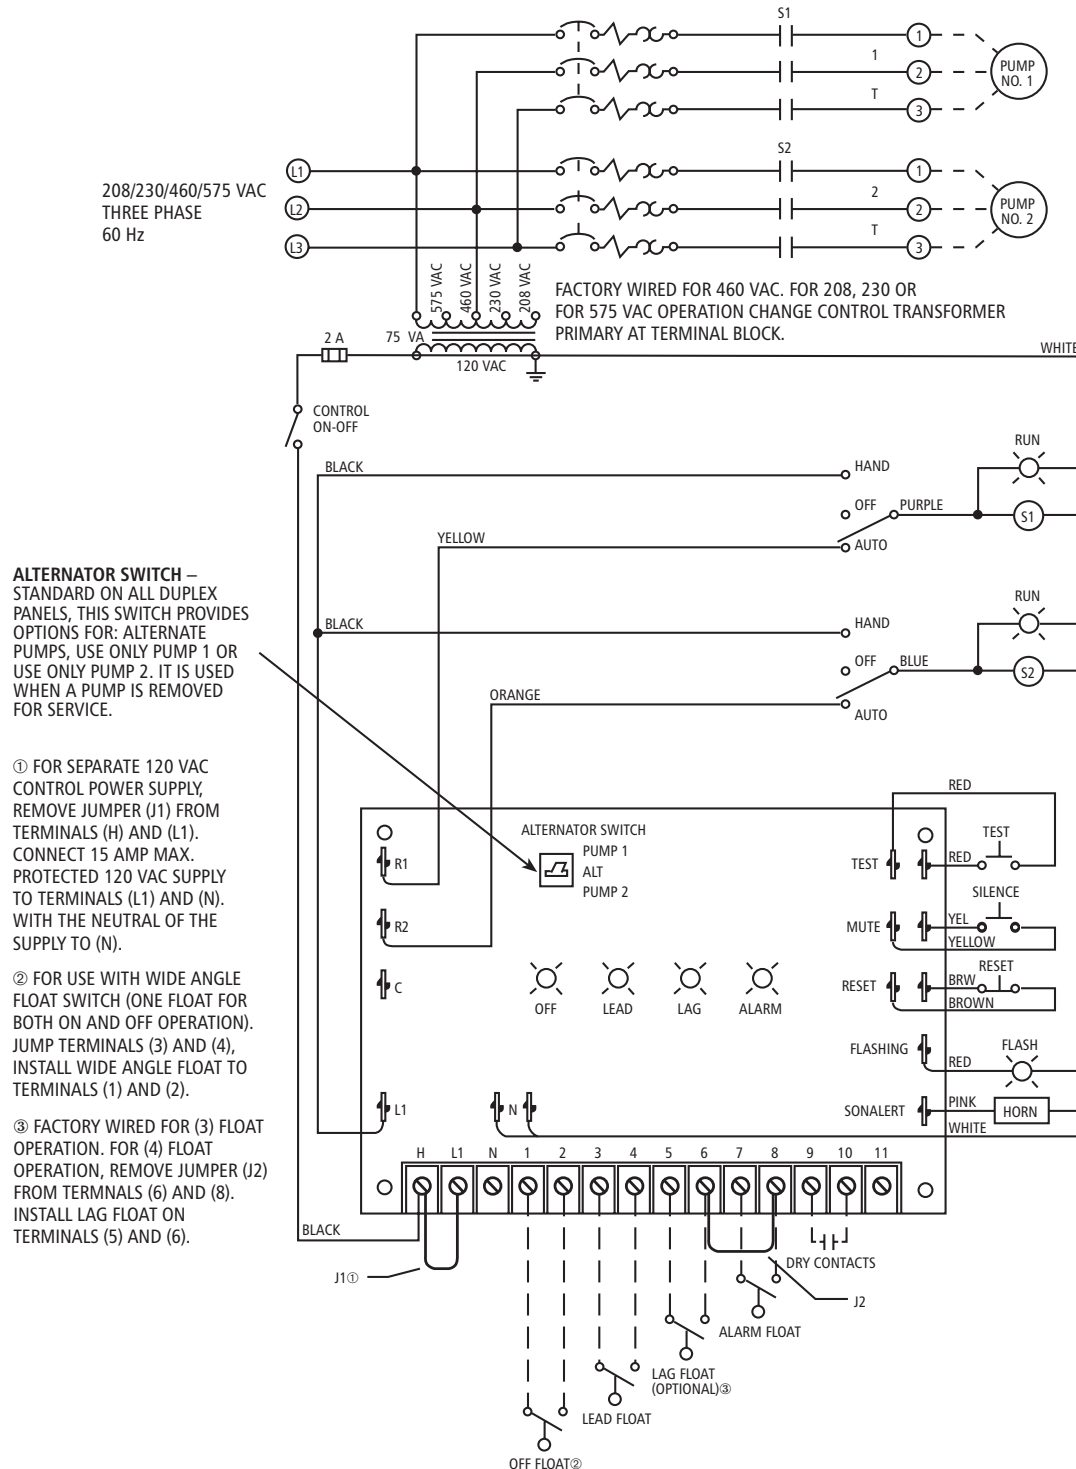 S1
1
1
2
T
3
PUMP
NO. 1
S2
1
2
2
T
3
PUMP
NO. 2
L1
L2
L3
208/230/460/575 VAC
THREE PHASE
60 Hz
575 VAC
460 VAC
230 VAC
208 VAC
FACTORY WIRED FOR 460 VAC. FOR 208, 230 OR
FOR 575 VAC OPERATION CHANGE CONTROL TRANSFORMER
PRIMARY AT TERMINAL BLOCK.
2 A
75 VA
120 VAC
WHITE
CONTROL
ON-OFF
BLACK
HAND
OFF
PURPLE
AUTO
RUN
S1
YELLOW
BLACK
HAND
OFF
BLUE
AUTO
RUN
S2
ORANGE
ALTERNATOR SWITCH –
STANDARD ON ALL DUPLEX
PANELS, THIS SWITCH PROVIDES
OPTIONS FOR: ALTERNATE
PUMPS, USE ONLY PUMP 1 OR
USE ONLY PUMP 2. IT IS USED
WHEN A PUMP IS REMOVED
FOR SERVICE.
① FOR SEPARATE 120 VAC
CONTROL POWER SUPPLY,
REMOVE JUMPER (J1) FROM
TERMINALS (H) AND (L1).
CONNECT 15 AMP MAX.
PROTECTED 120 VAC SUPPLY
TO TERMINALS (L1) AND (N).
WITH THE NEUTRAL OF THE
SUPPLY TO (N).
② FOR USE WITH WIDE ANGLE
FLOAT SWITCH (ONE FLOAT FOR
BOTH ON AND OFF OPERATION).
JUMP TERMINALS (3) AND (4),
INSTALL WIDE ANGLE FLOAT TO
TERMINALS (1) AND (2).
③ FACTORY WIRED FOR (3) FLOAT
OPERATION. FOR (4) FLOAT
OPERATION, REMOVE JUMPER (J2)
FROM TERMNALS (6) AND (8).
INSTALL LAG FLOAT ON
TERMINALS (5) AND (6).
R1
R2
C
L1
N
ALTERNATOR SWITCH
PUMP 1
ALT
PUMP 2
OFF
LEAD
LAG
ALARM
RED
TEST
RED
TEST
SILENCE
MUTE
YEL
YELLOW
RESET
RESET
BRW
BROWN
FLASHING
RED
FLASH
SONALERT
PINK
HORN
WHITE
H L1 N 1 2 3 4 5 6 7 8 9 10 11
BLACK
J1①
DRY CONTACTS
J2
ALARM FLOAT
LAG FLOAT
(OPTIONAL)③
LEAD FLOAT
OFF FLOAT②